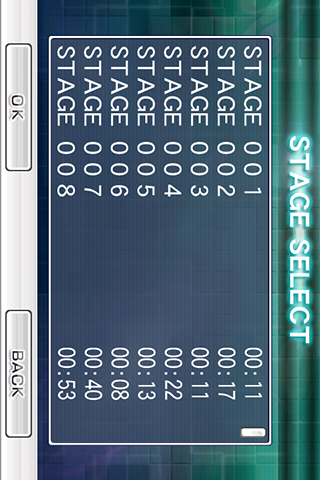 STAGE SELECT
STAGE 001 00:11
STAGE 002 00:17
STAGE 003 00:11
STAGE 004 00:22
STAGE 005 00:13
STAGE 006 00:08
STAGE 007 00:40
STAGE 008 00:53
OK BACK